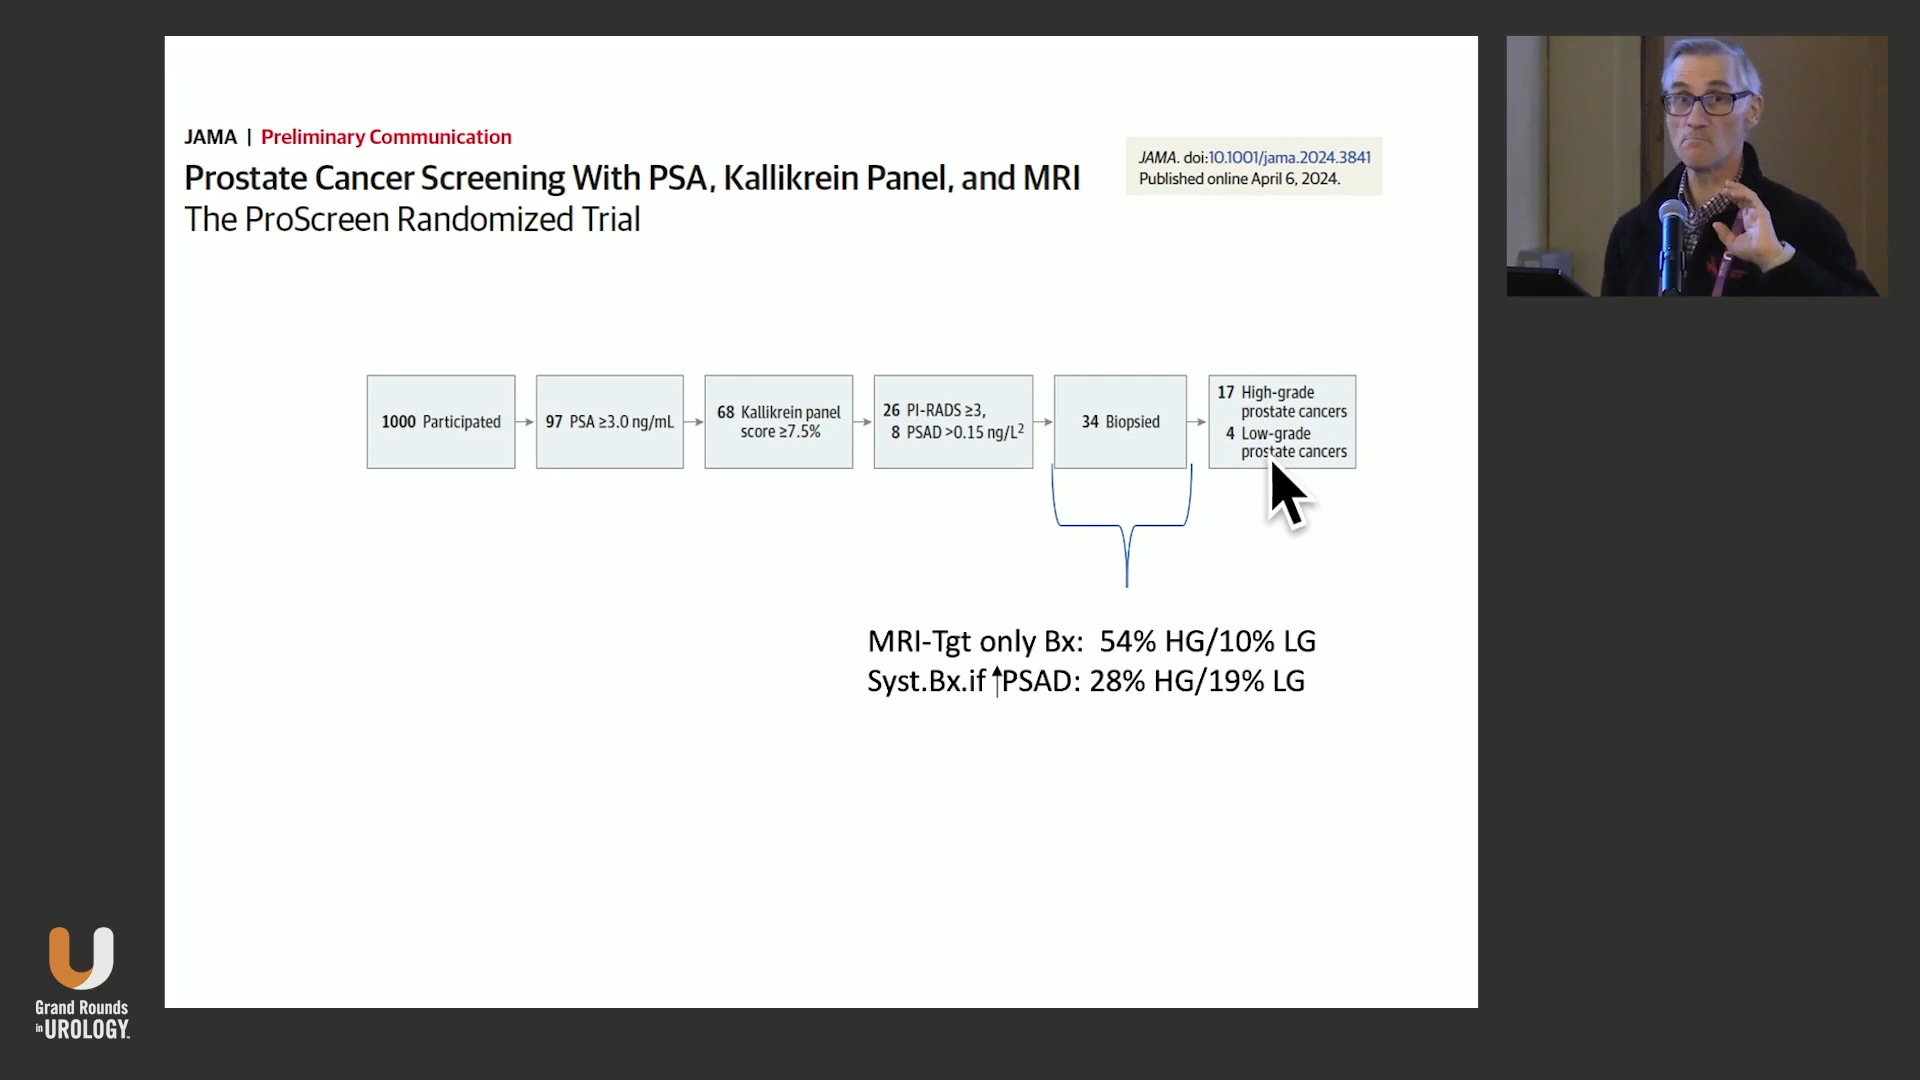 JAMA | Preliminary Communication
Prostate Cancer Screening With PSA, Kallikrein Panel, and MRI
The ProScreen Randomized Trial
JAMA. doi:10.1001/jama.2024.3841
Published online April 6, 2024.
1000 Participated
97 PSA ≥3.0 ng/mL
68 Kallikrein panel
score ≥7.5%
26 PI-RADS ≥3,
8 PSAD >0.15 ng/L²
34 Biopsied
17 High-grade
prostate cancers
4 Low-grade
prostate cancers
MRI-Tgt only Bx: 54% HG/10% LG
Syst.Bx.if ↑PSAD: 28% HG/19% LG
Grand Rounds
in UROLOGY™